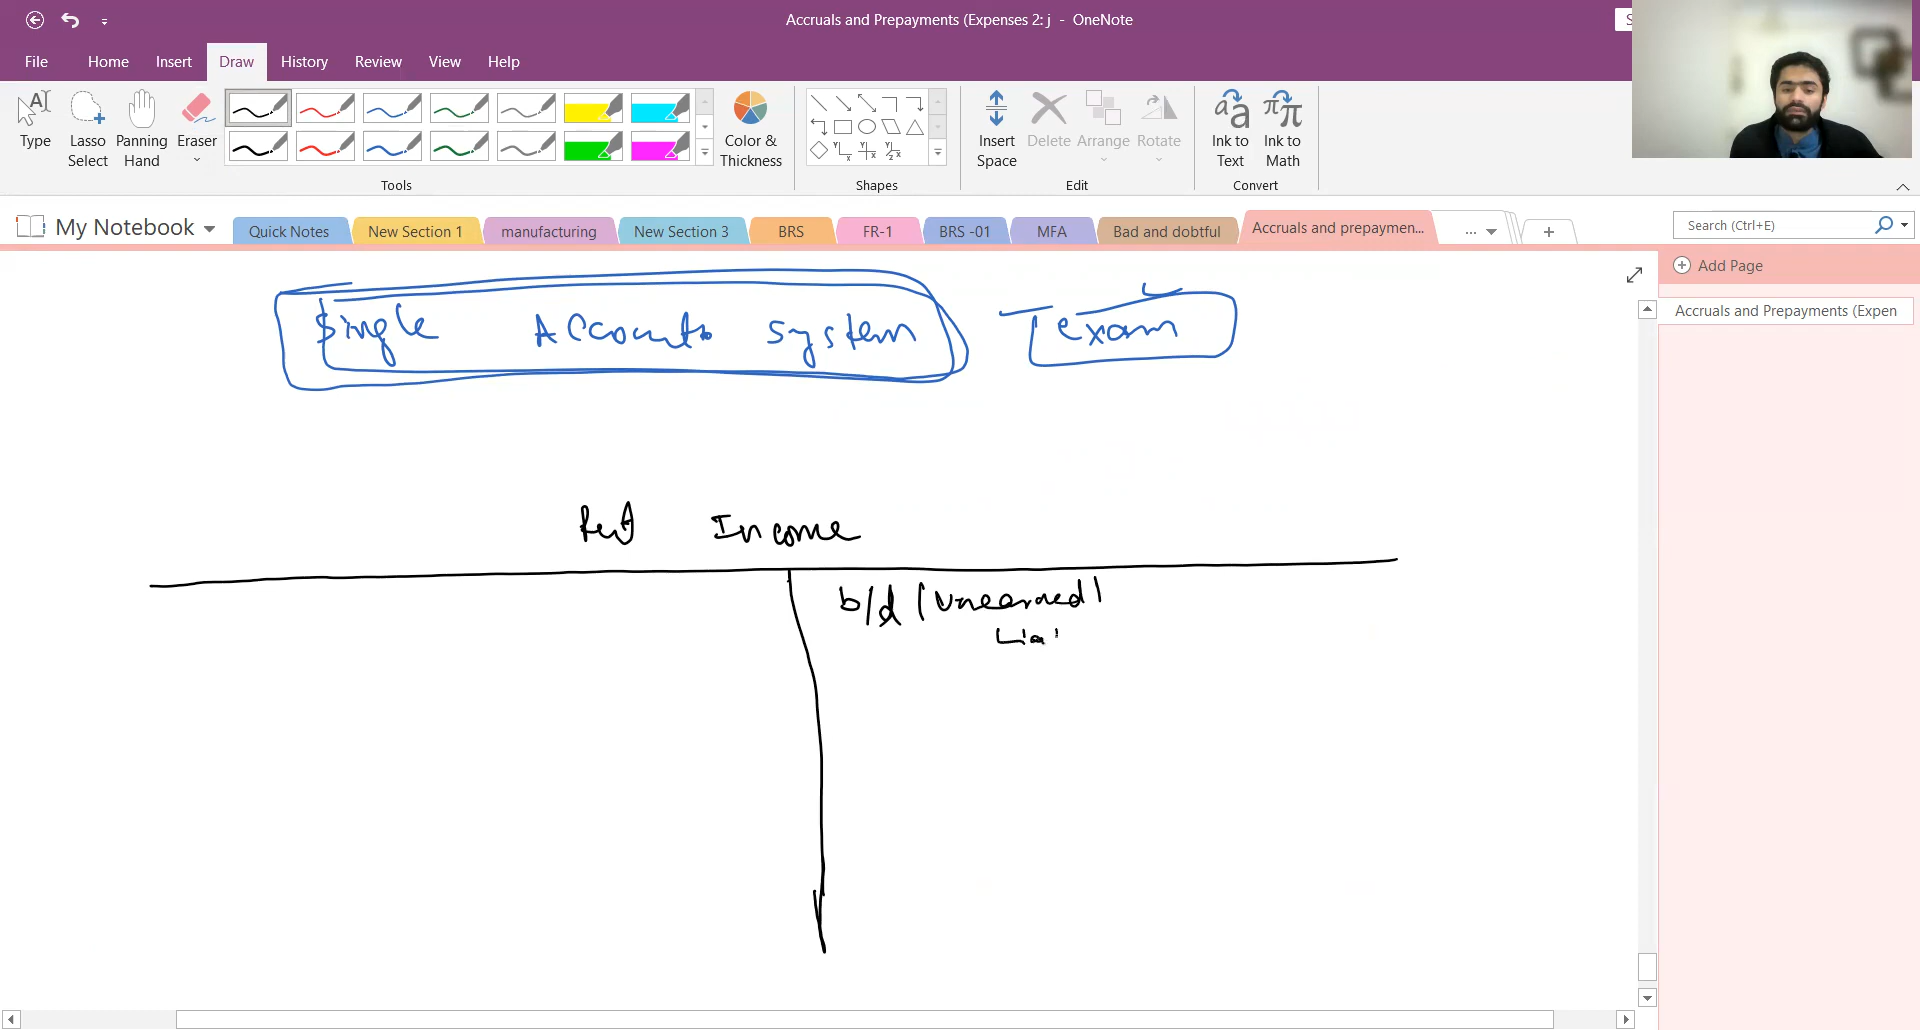 Accruals and Prepayments (Expenses 2: j - OneNote
File Home Insert Draw History Review View Help
Type
Lasso Select
Panning Hand
Eraser
Color & Thickness
Insert Space
Delete
Arrange
Rotate
Ink to Text
Ink to Math
Tools Shapes Edit Convert
My Notebook Quick Notes New Section 1 manufacturing New Section 3 BRS FR-1 BRS -01 MFA Bad and doubtful Accruals and prepaymen... ... Search (Ctrl+E)
Add Page
Accruals and Prepayments (Expen
Single Accounts system exam
Rent Income
b/d (Unearned)
Lia